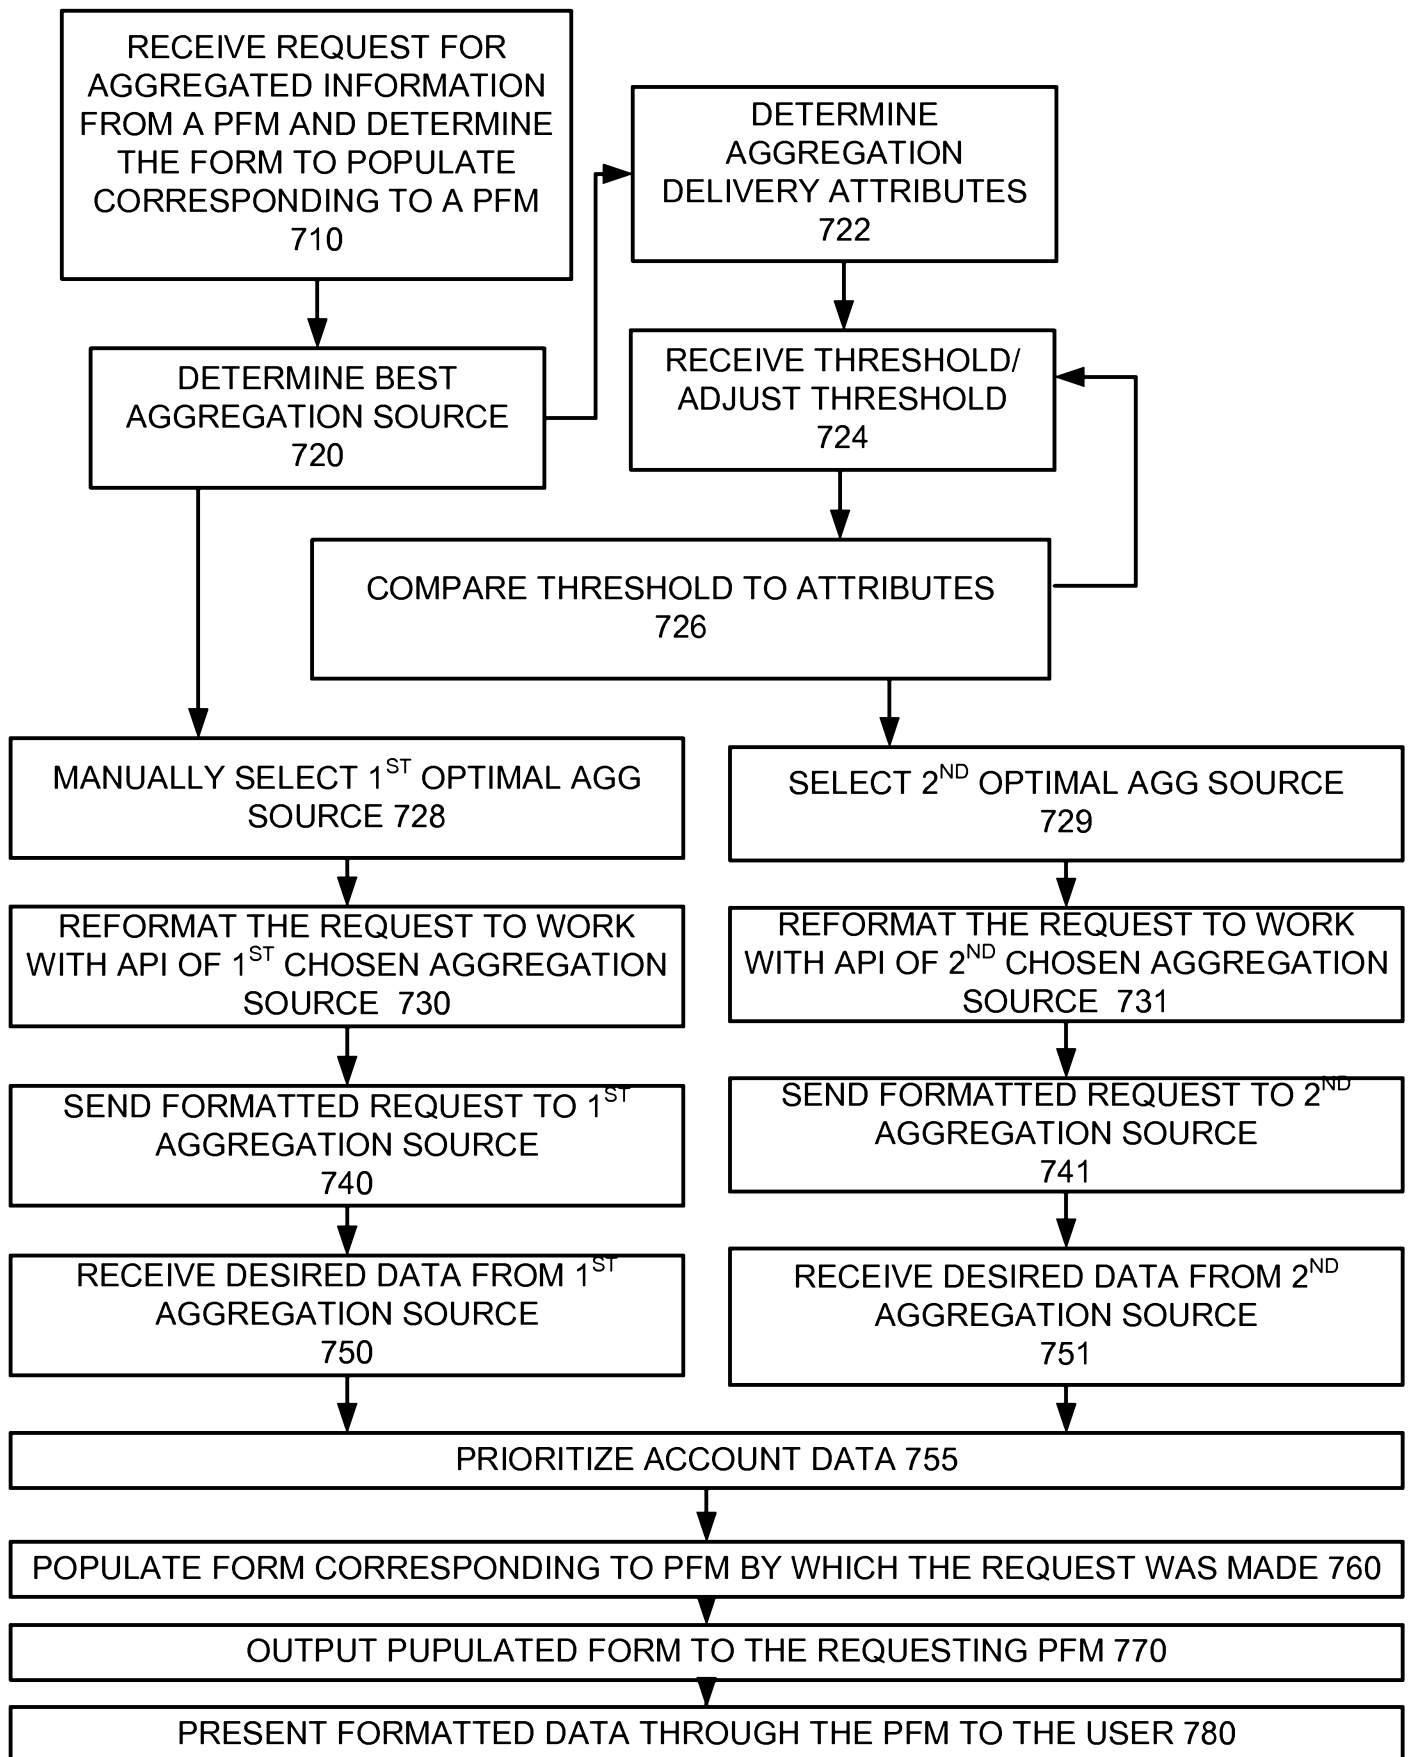 RECEIVE REQUEST FOR
AGGREGATED INFORMATION
FROM A PFM AND DETERMINE
THE FORM TO POPULATE
CORRESPONDING TO A PFM
710
DETERMINE
AGGREGATION
DELIVERY ATTRIBUTES
722
DETERMINE BEST
AGGREGATION SOURCE
720
RECEIVE THRESHOLD/
ADJUST THRESHOLD
724
COMPARE THRESHOLD TO ATTRIBUTES
726
MANUALLY SELECT 1ST OPTIMAL AGG
SOURCE 728
SELECT 2ND OPTIMAL AGG SOURCE
729
REFORMAT THE REQUEST TO WORK
WITH API OF 1ST CHOSEN AGGREGATION
SOURCE 730
REFORMAT THE REQUEST TO WORK
WITH API OF 2ND CHOSEN AGGREGATION
SOURCE 731
SEND FORMATTED REQUEST TO 1ST
AGGREGATION SOURCE
740
SEND FORMATTED REQUEST TO 2ND
AGGREGATION SOURCE
741
RECEIVE DESIRED DATA FROM 1ST
AGGREGATION SOURCE
750
RECEIVE DESIRED DATA FROM 2ND
AGGREGATION SOURCE
751
PRIORITIZE ACCOUNT DATA 755
POPULATE FORM CORRESPONDING TO PFM BY WHICH THE REQUEST WAS MADE 760
OUTPUT PUPULATED FORM TO THE REQUESTING PFM 770
PRESENT FORMATTED DATA THROUGH THE PFM TO THE USER 780